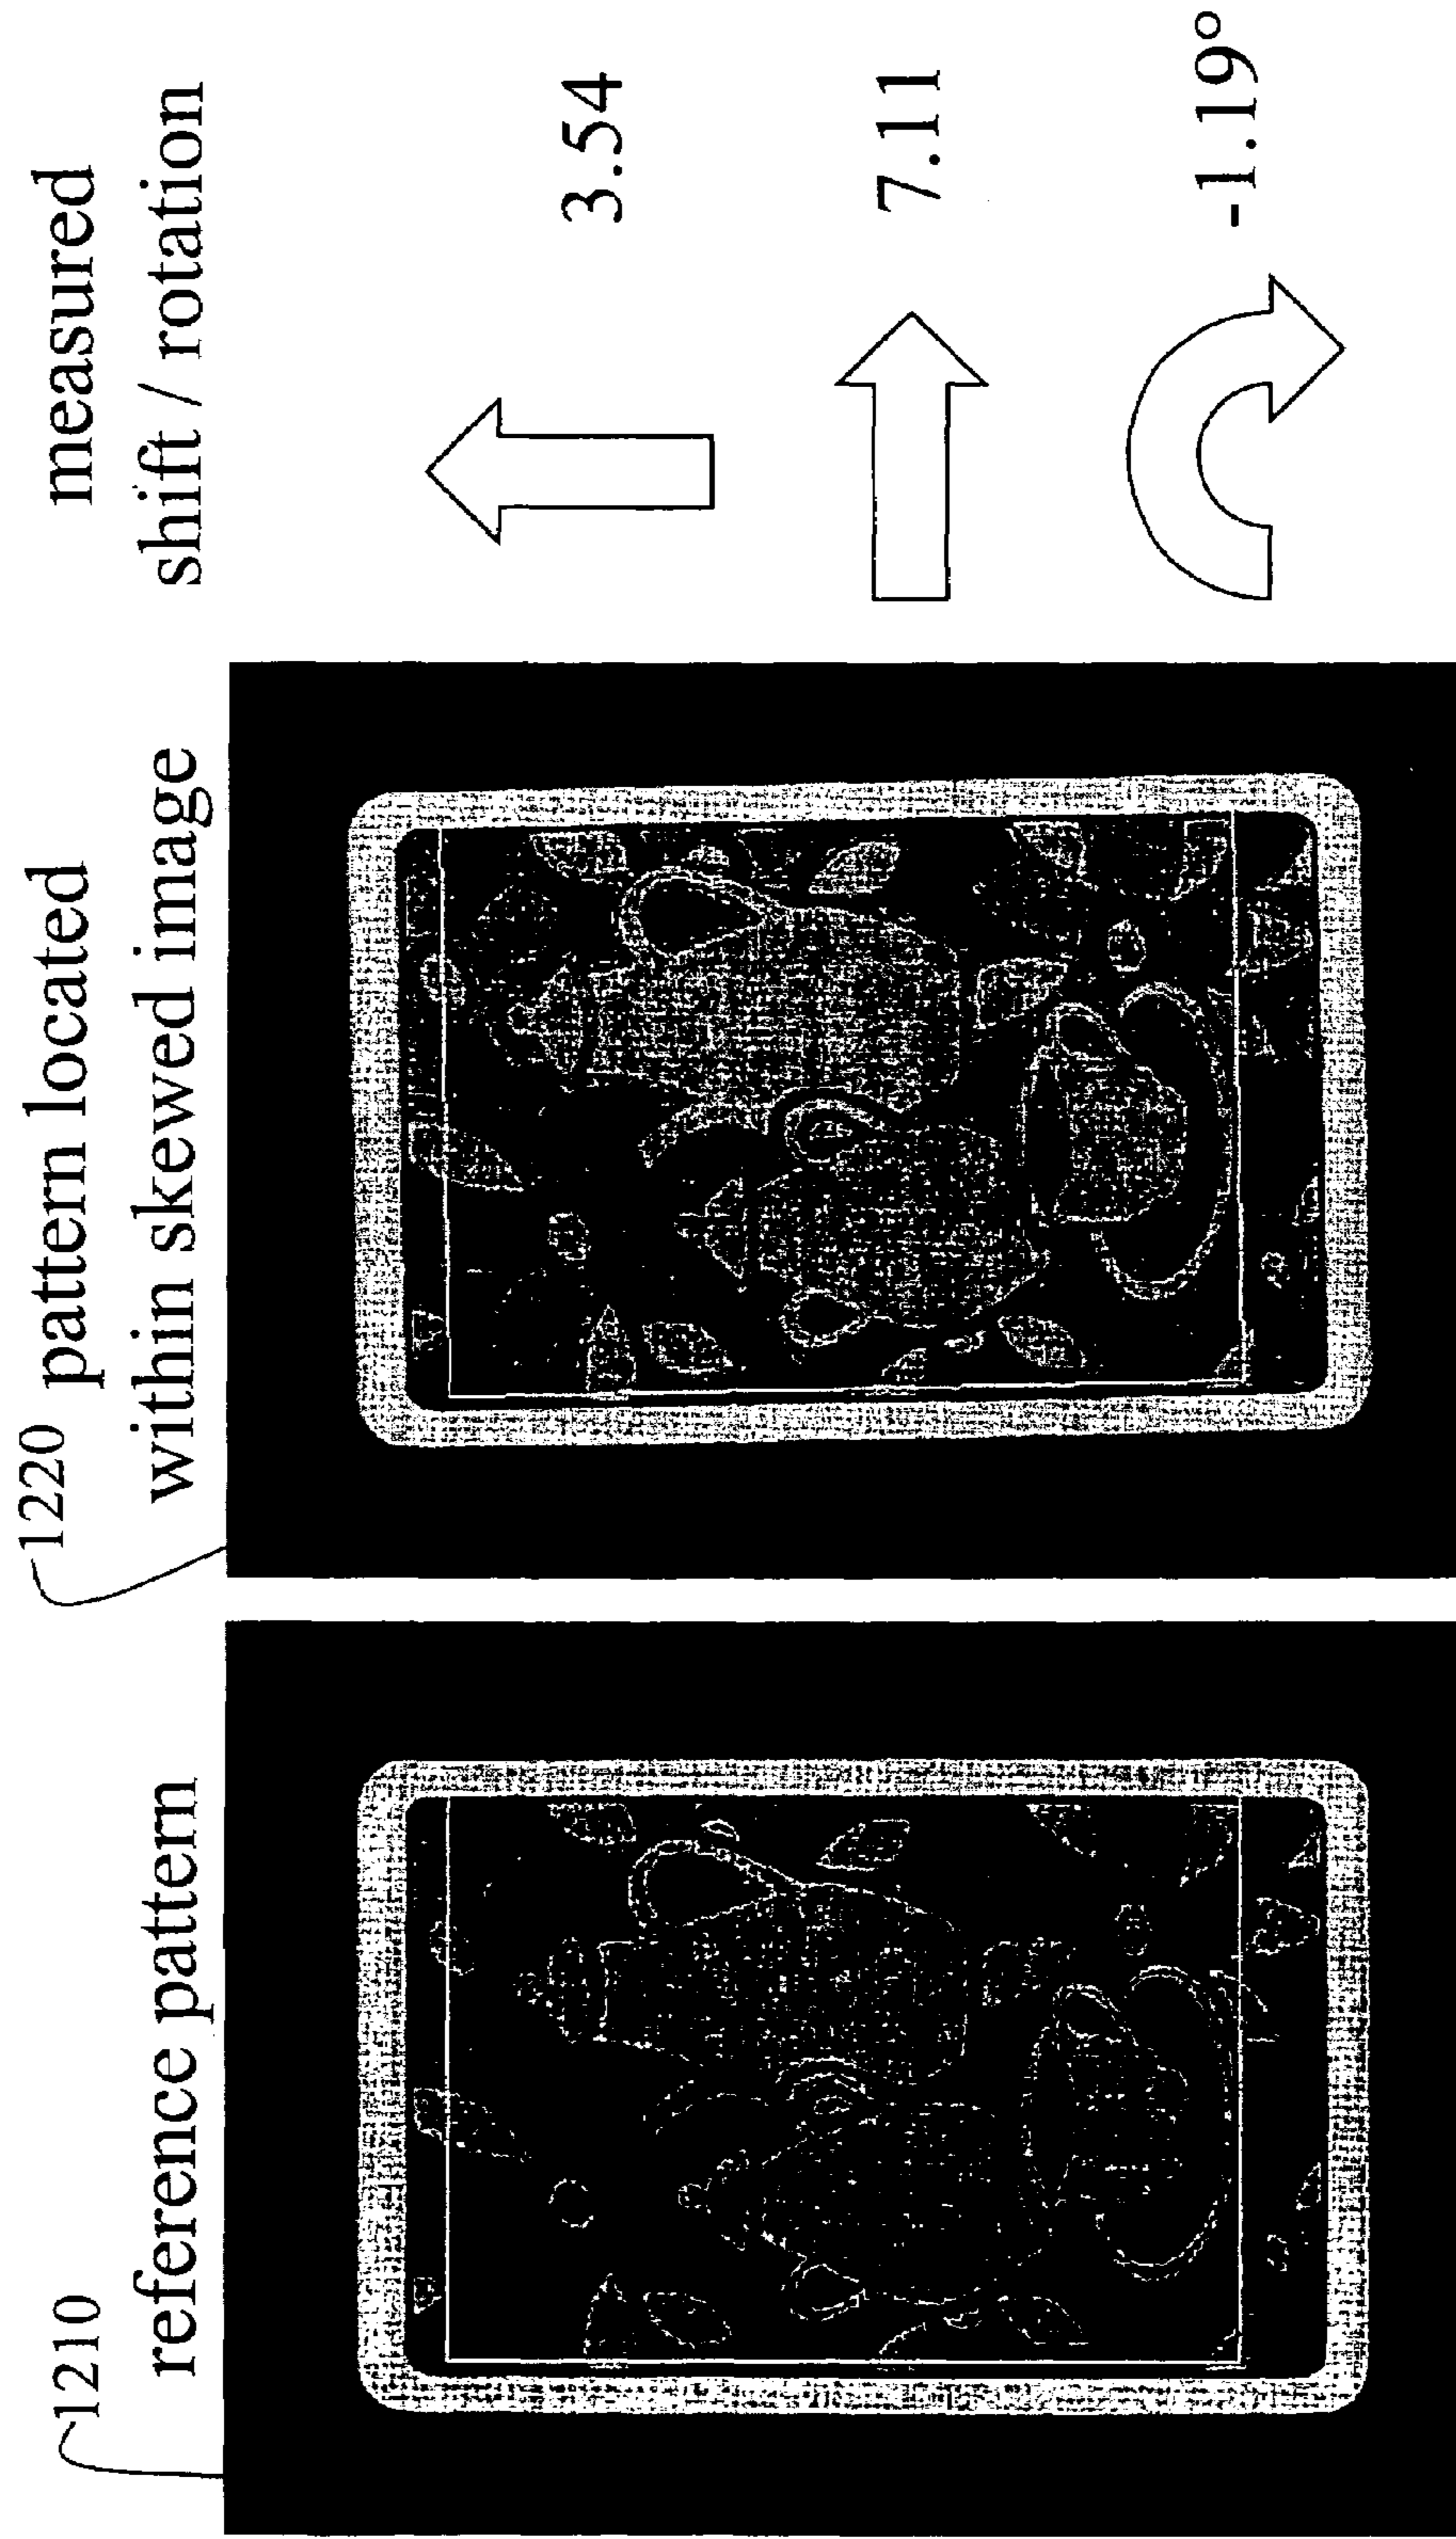 1210
reference pattern
1220
pattern located
within skewed image
measured
shift / rotation
3.54
7.11
-1.19°